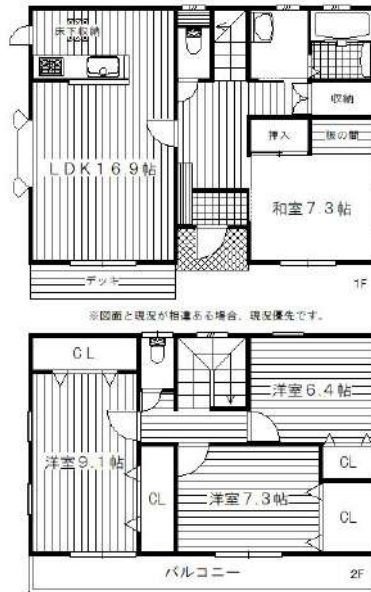 床下収納
収納
押入
板の間
LDK16.9帖
和室7.3帖
デッキ
1F
※図面と現況が相違ある場合、現況優先です。
CL
洋室6.4帖
洋室9.1帖
CL
洋室7.3帖
CL
CL
バルコニー
2F